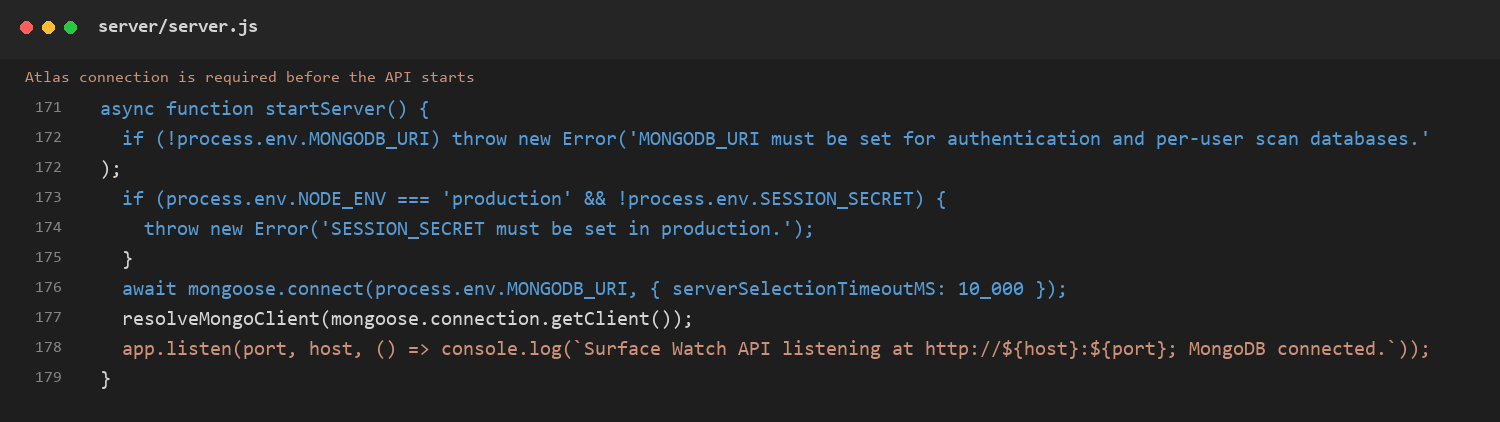 server/server.js
Atlas connection is required before the API starts
171 async function startServer() {
172 if (!process.env.MONGODB_URI) throw new Error('MONGODB_URI must be set for authentication and per-user scan databases.'
172 );
173 if (process.env.NODE_ENV === 'production' && !process.env.SESSION_SECRET) {
174 throw new Error('SESSION_SECRET must be set in production.');
175 }
176 await mongoose.connect(process.env.MONGODB_URI, { serverSelectionTimeoutMS: 10_000 });
177 resolveMongoClient(mongoose.connection.getClient());
178 app.listen(port, host, () => console.log(`Surface Watch API listening at http://${host}:${port}; MongoDB connected.`));
179 }